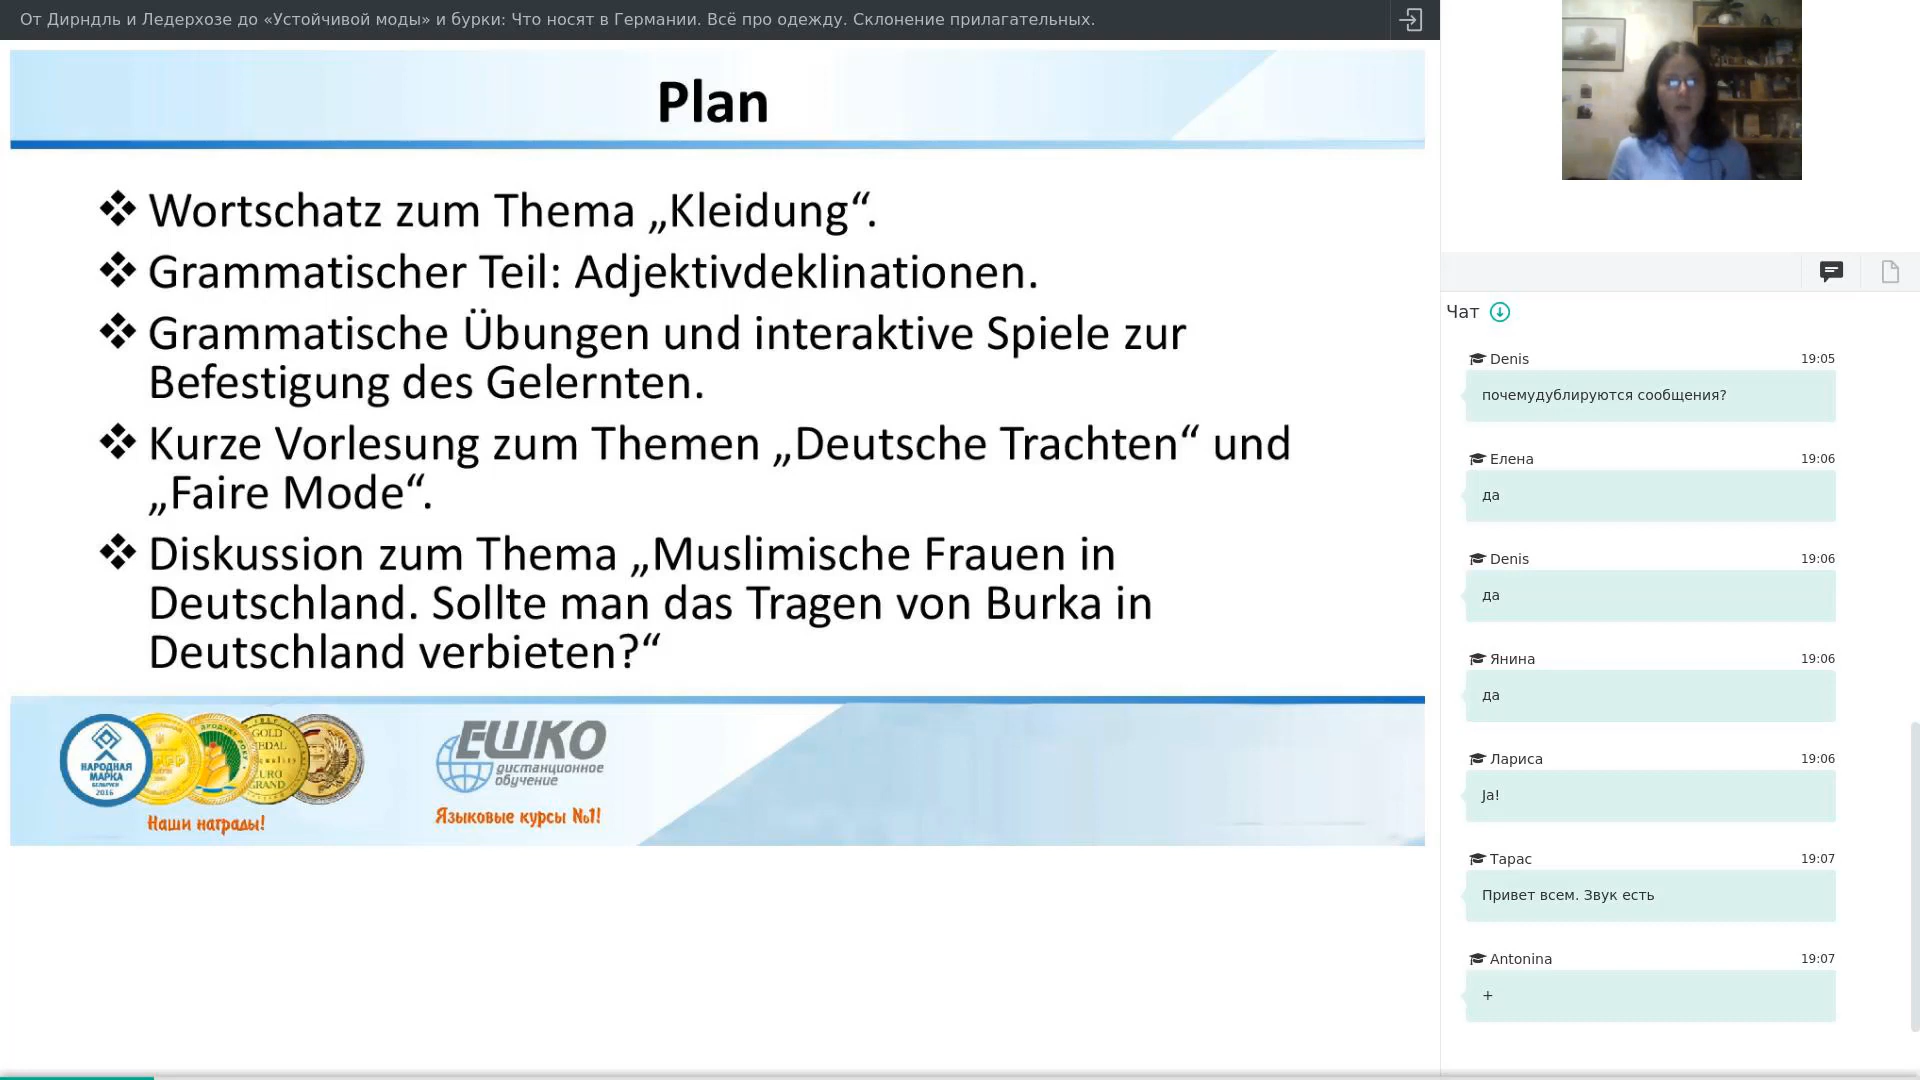 От Дирндль и Ледерхозе до «Устойчивой моды» и бурки: Что носят в Германии. Всё про одежду. Склонение прилагательных.
Plan
❖ Wortschatz zum Thema „Kleidung“.
❖ Grammatischer Teil: Adjektivdeklinationen.
❖ Grammatische Übungen und interaktive Spiele zur
Befestigung des Gelernten.
❖ Kurze Vorlesung zum Themen „Deutsche Trachten“ und
„Faire Mode“.
❖ Diskussion zum Thema „Muslimische Frauen in
Deutschland. Sollte man das Tragen von Burka in
Deutschland verbieten?“
НАРОДНАЯ
МАРКА
БЕЛАРУСИ
2016
GOLD
MEDAL
EURO
GRAND
Наши награды!
ЕШКО
дистанционное
обучение
Языковые курсы №1!
Чат
Denis 19:05
почемудублируются сообщения?
Елена 19:06
да
Denis 19:06
да
Янина 19:06
да
Лариса 19:06
Ja!
Тарас 19:07
Привет всем. Звук есть
Antonina 19:07
+